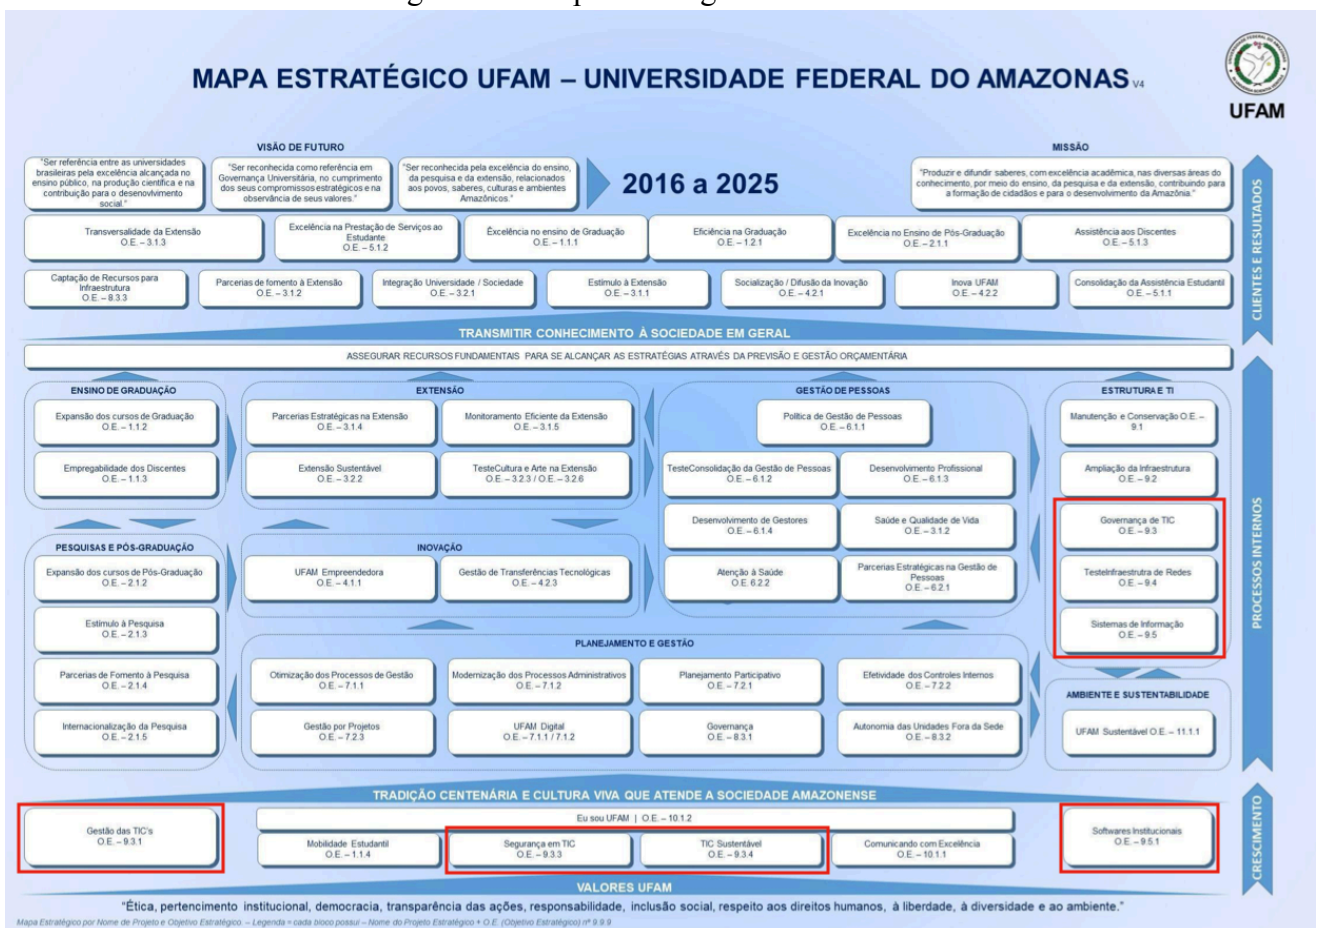 MAPA ESTRATÉGICO UFAM – UNIVERSIDADE FEDERAL DO AMAZONAS V4
UFAM
VISÃO DE FUTURO
MISSÃO
"Ser referência entre as universidades
brasileiras pela excelência alcançada no
ensino público, na produção científica e na
contribuição para o desenvolvimento
social."
"Ser reconhecida como referência em
Governança Universitária, no cumprimento
dos seus compromissos estratégicos e na
observância de seus valores."
"Ser reconhecida pela excelência do ensino,
da pesquisa e da extensão, relacionados
aos povos, saberes, culturas e ambientes
Amazônicos."
2016 a 2025
"Produzir e difundir saberes, com excelência acadêmica, nas diversas áreas do
conhecimento, por meio do ensino, da pesquisa e da extensão, contribuindo para
a formação de cidadãos e para o desenvolvimento da Amazônia."
CLIENTES E RESULTADOS
Transversalidade da Extensão
O.E. – 3.1.3
Excelência na Prestação de Serviços ao
Estudante
O.E. – 5.1.2
Excelência no ensino de Graduação
O.E. – 1.1.1
Eficiência na Graduação
O.E. – 1.2.1
Excelência no Ensino de Pós-Graduação
O.E. – 2.1.1
Assistência aos Discentes
O.E. – 5.1.3
Captação de Recursos para
Infraestrutura
O.E. – 8.3.3
Parcerias de fomento à Extensão
O.E. – 3.1.2
Integração Universidade / Sociedade
O.E. – 3.2.1
Estímulo à Extensão
O.E. – 3.1.1
Socialização / Difusão da Inovação
O.E. – 4.2.1
Inova UFAM
O.E. – 4.2.2
Consolidação da Assistência Estudantil
O.E. – 5.1.1
TRANSMITIR CONHECIMENTO À SOCIEDADE EM GERAL
ASSEGURAR RECURSOS FUNDAMENTAIS PARA SE ALCANÇAR AS ESTRATÉGIAS ATRAVÉS DA PREVISÃO E GESTÃO ORÇAMENTÁRIA
PROCESSOS INTERNOS
ENSINO DE GRADUAÇÃO
Expansão dos cursos de Graduação
O.E. – 1.1.2
Empregabilidade dos Discentes
O.E. – 1.1.3
EXTENSÃO
Parcerias Estratégicas na Extensão
O.E. – 3.1.4
Monitoramento Eficiente da Extensão
O.E. – 3.1.5
Extensão Sustentável
O.E. – 3.2.2
TesteCultura e Arte na Extensão
O.E. – 3.2.3 / O.E. – 3.2.6
GESTÃO DE PESSOAS
Política de Gestão de Pessoas
O.E. – 6.1.1
TesteConsolidação da Gestão de Pessoas
O.E. – 6.1.2
Desenvolvimento Profissional
O.E. – 6.1.3
Desenvolvimento de Gestores
O.E. – 6.1.4
Saúde e Qualidade de Vida
O.E. – 3.1.2
Atenção à Saúde
O.E. 6.2.2
Parcerias Estratégicas na Gestão de
Pessoas
O.E. – 6.2.1
ESTRUTURA E TI
Manutenção e Conservação O.E. –
9.1
Ampliação da Infraestrutura
O.E. – 9.2
Governança de TIC
O.E. – 9.3
TesteInfraestrutra de Redes
O.E. – 9.4
Sistemas de Informação
O.E. – 9.5
PESQUISAS E PÓS-GRADUAÇÃO
Expansão dos cursos de Pós-Graduação
O.E. – 2.1.2
Estímulo à Pesquisa
O.E. – 2.1.3
Parcerias de Fomento à Pesquisa
O.E. – 2.1.4
Internacionalização da Pesquisa
O.E. – 2.1.5
INOVAÇÃO
UFAM Empreendedora
O.E. – 4.1.1
Gestão de Transferências Tecnológicas
O.E. – 4.2.3
PLANEJAMENTO E GESTÃO
Otimização dos Processos de Gestão
O.E. – 7.1.1
Modernização dos Processos Administrativos
O.E. – 7.1.2
Planejamento Participativo
O.E. – 7.2.1
Efetividade dos Controles Internos
O.E. – 7.2.2
Gestão por Projetos
O.E. – 7.2.3
UFAM Digital
O.E. – 7.1.1 / 7.1.2
Governança
O.E. – 8.3.1
Autonomia das Unidades Fora da Sede
O.E. – 8.3.2
AMBIENTE E SUSTENTABILIDADE
UFAM Sustentável O.E. – 11.1.1
TRADIÇÃO CENTENÁRIA E CULTURA VIVA QUE ATENDE A SOCIEDADE AMAZONENSE
CRESCIMENTO
Gestão das TIC's
O.E. – 9.3.1
Eu sou UFAM | O.E. – 10.1.2
Mobilidade Estudantil
O.E. – 1.1.4
Segurança em TIC
O.E. – 9.3.3
TIC Sustentável
O.E. – 9.3.4
Comunicando com Excelência
O.E. – 10.1.1
Softwares Institucionais
O.E. – 9.5.1
VALORES UFAM
"Ética, pertencimento institucional, democracia, transparência das ações, responsabilidade, inclusão social, respeito aos direitos humanos, à liberdade, à diversidade e ao ambiente."
Mapa Estratégico por Nome de Projeto e Objetivo Estratégico – Legenda = cada bloco possui – Nome do Projeto Estratégico + O.E. (Objetivo Estratégico) nº 9.9.9